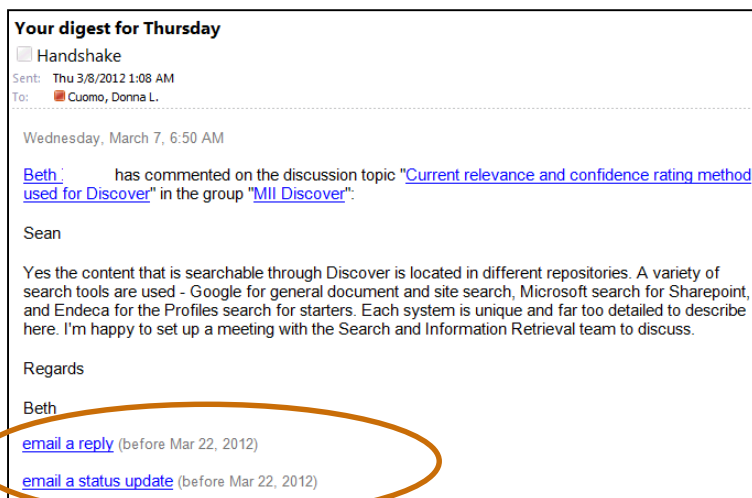 Your digest for Thursday
Handshake
Sent: Thu 3/8/2012 1:08 AM
To: Cuomo, Donna L.
Wednesday, March 7, 6:50 AM
Beth has commented on the discussion topic "Current relevance and confidence rating method
used for Discover" in the group "MII Discover":
Sean
Yes the content that is searchable through Discover is located in different repositories. A variety of
search tools are used - Google for general document and site search, Microsoft search for Sharepoint,
and Endeca for the Profiles search for starters. Each system is unique and far too detailed to describe
here. I'm happy to set up a meeting with the Search and Information Retrieval team to discuss.
Regards
Beth
email a reply (before Mar 22, 2012)
email a status update (before Mar 22, 2012)